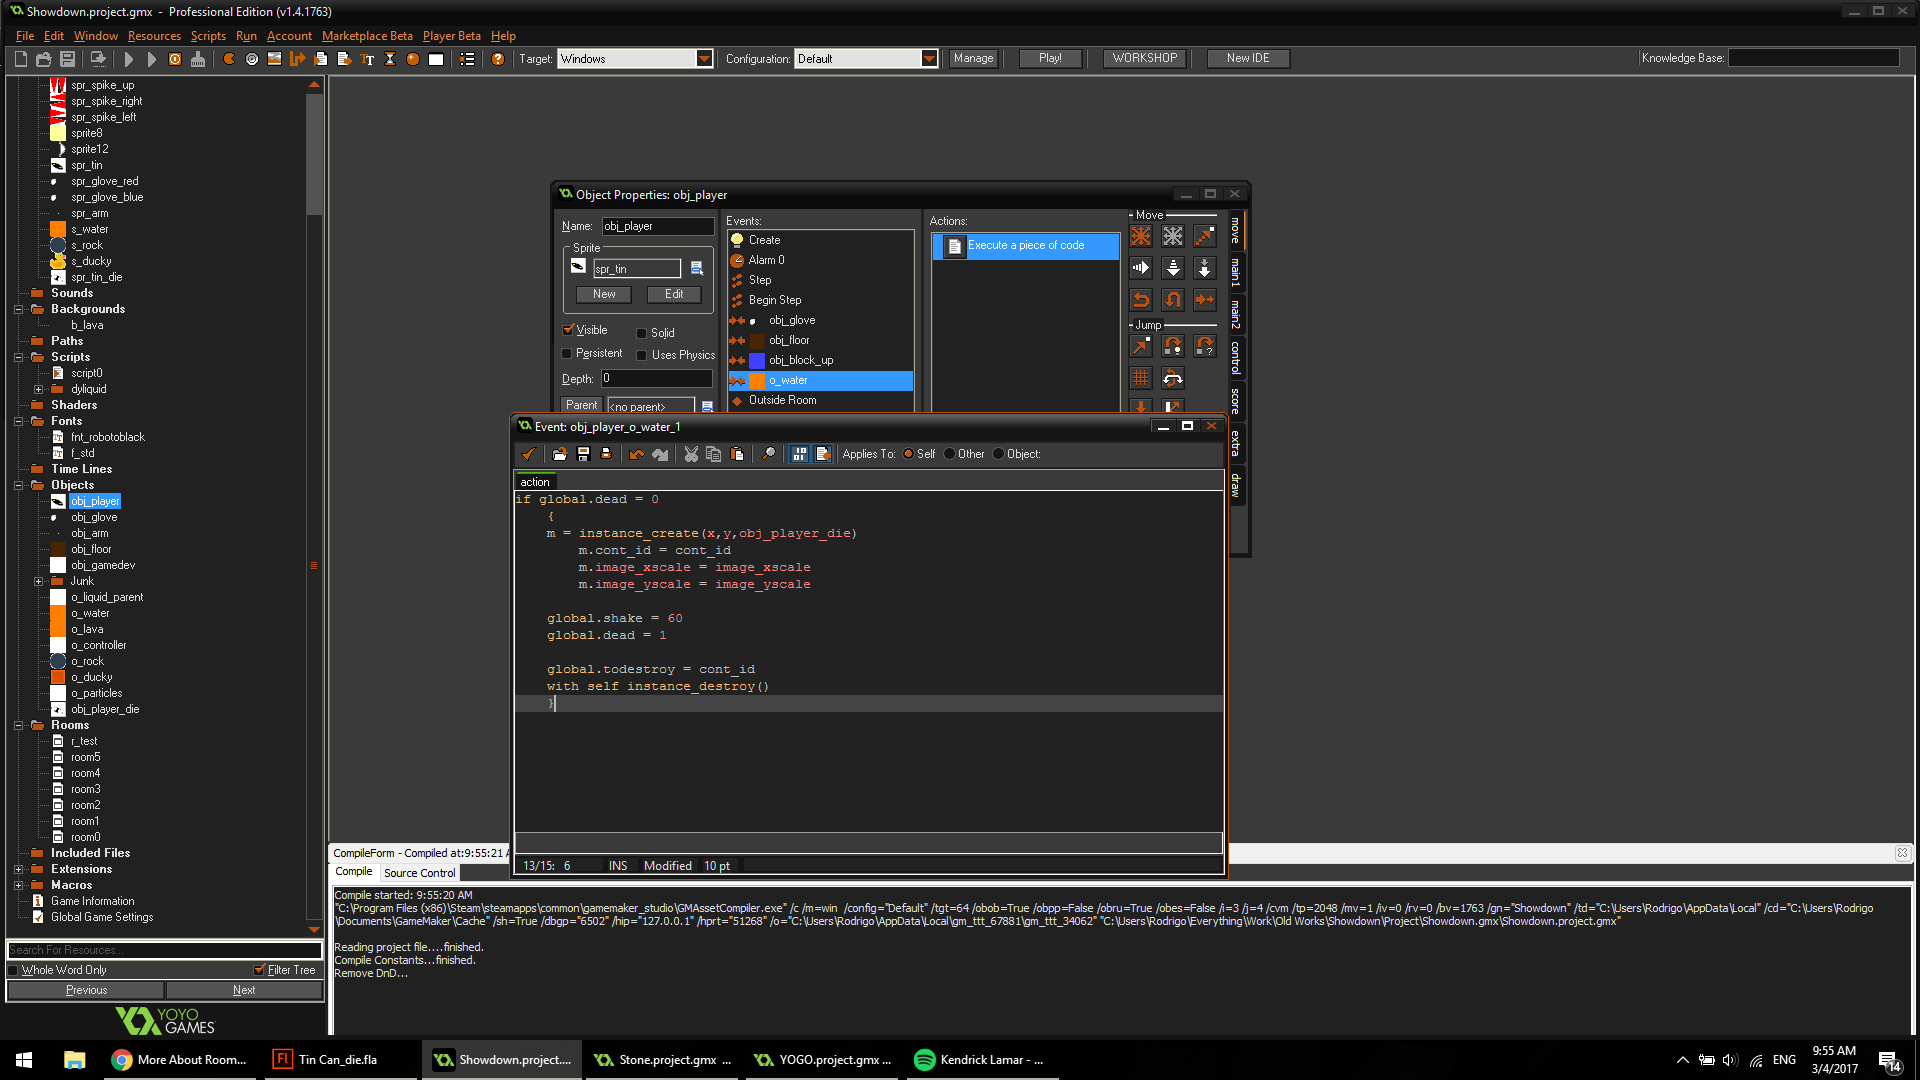 Showdown.project.gmx - Professional Edition (v1.4.1763)
File Edit Window Resources Scripts Run Account Marketplace Beta Player Beta Help
Target: Windows Configuration: Default Manage Play! WORKSHOP New IDE Knowledge Base:
spr_spike_up
spr_spike_right
spr_spike_left
sprite8
sprite12
spr_tin
spr_glove_red
spr_glove_blue
spr_arm
s_water
s_rock
s_ducky
spr_tin_die
Sounds
Backgrounds
b_lava
Paths
Scripts
script0
dyliquid
Shaders
Fonts
fnt_robotoblack
f_std
Time Lines
Objects
obj_player
obj_glove
obj_arm
obj_floor
obj_gamedev
Junk
o_liquid_parent
o_water
o_lava
o_controller
o_rock
o_ducky
o_particles
obj_player_die
Rooms
r_test
room5
room4
room3
room2
room1
room0
Included Files
Extensions
Macros
Game Information
Global Game Settings
Search For Resources...
Whole Word Only Filter Tree
Previous Next
YOYO
GAMES
Object Properties: obj_player
Name: obj_player
Sprite
spr_tin
New Edit
Visible Solid
Persistent Uses Physics
Depth: 0
Parent <no parent>
Events:
Create
Alarm 0
Step
Begin Step
obj_glove
obj_floor
obj_block_up
o_water
Outside Room
Actions:
Execute a piece of code
Move
Jump
move
main1
main2
control
score
extra
draw
Event: obj_player_o_water_1
Applies To: Self Other Object:
action
if global.dead = 0
{
m = instance_create(x,y,obj_player_die)
m.cont_id = cont_id
m.image_xscale = image_xscale
m.image_yscale = image_yscale
global.shake = 60
global.dead = 1
global.todestroy = cont_id
with self instance_destroy()
}
13/15: 6 INS Modified 10 pt
CompileForm - Compiled at:9:55:21
Compile Source Control
Compile started: 9:55:20 AM
"C:\Program Files (x86)\Steam\steamapps\common\gamemaker_studio\GMAssetCompiler.exe" /c /m=win /config="Default" /tgt=64 /obob=True /obpp=False /obru=True /obes=False /i=3 /j=4 /cvm /tp=2048 /mv=1 /iv=0 /rv=0 /bv=1763 /gn="Showdown" /td="C:\Users\Rodrigo\AppData\Local" /cd="C:\Users\Rodrigo
\Documents\GameMaker\Cache" /sh=True /dbgp="6502" /hip="127.0.0.1" /hprt="51268" /o="C:\Users\Rodrigo\AppData\Local\gm_ttt_67881\gm_ttt_34062" "C:\Users\Rodrigo\Everything\Work\Old Works\Showdown\Project\Showdown.gmx\Showdown.project.gmx"
Reading project file....finished.
Compile Constants...finished.
Remove DnD...
More About Room... Tin Can_die.fla Showdown.project.... Stone.project.gmx ... YOGO.project.gmx ... Kendrick Lamar - ... ENG 9:55 AM
3/4/2017
14